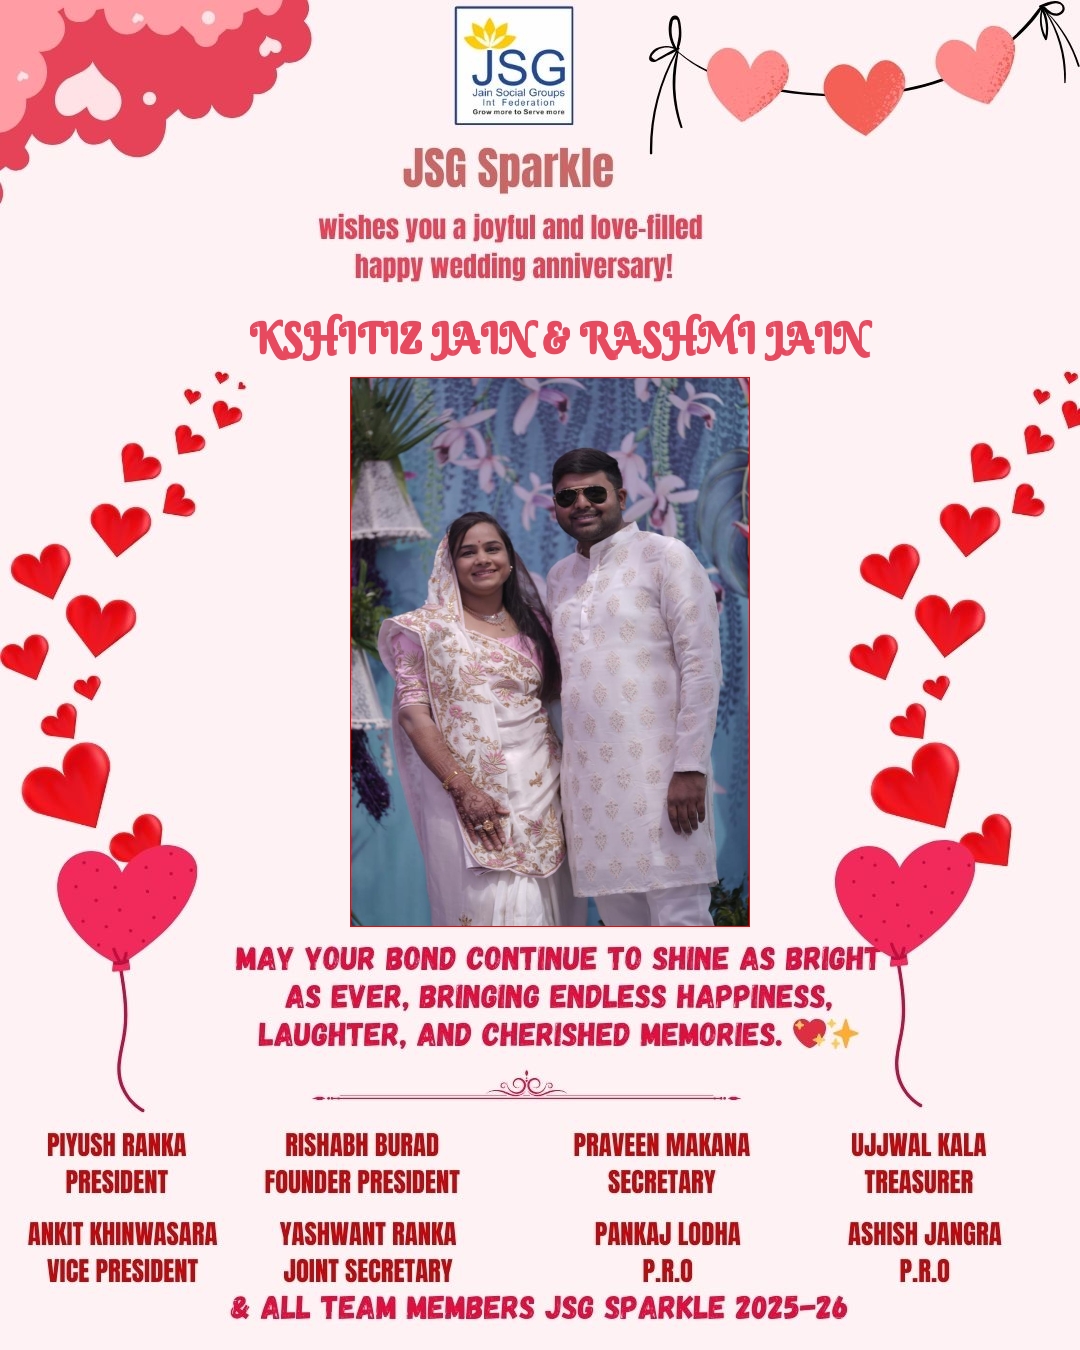 JSG
Jain Social Groups
Int Federation
Grow more to Serve more
JSG Sparkle
wishes you a joyful and love-filled
happy wedding anniversary!
KSHITIZ JAIN & RASHMI JAIN
MAY YOUR BOND CONTINUE TO SHINE AS BRIGHT
AS EVER, BRINGING ENDLESS HAPPINESS,
LAUGHTER, AND CHERISHED MEMORIES. 💖✨
PIYUSH RANKA
PRESIDENT
RISHABH BURAD
FOUNDER PRESIDENT
PRAVEEN MAKANA
SECRETARY
UJJWAL KALA
TREASURER
ANKIT KHINWASARA
VICE PRESIDENT
YASHWANT RANKA
JOINT SECRETARY
PANKAJ LODHA
P.R.O
ASHISH JANGRA
P.R.O
& ALL TEAM MEMBERS JSG SPARKLE 2025-26